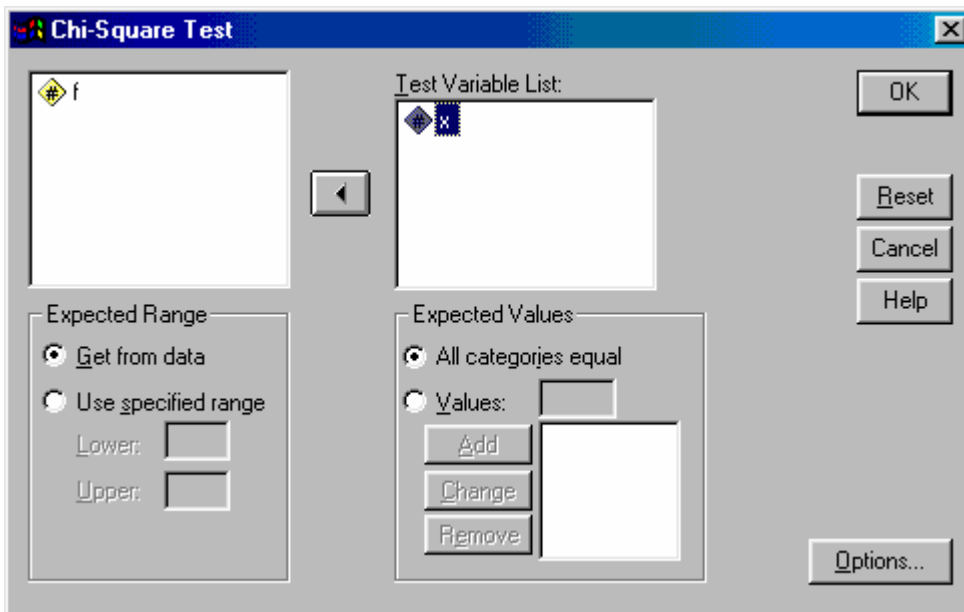 Chi-Square Test
# f
Test Variable List:
# x
OK
Reset
Cancel
Help
Expected Range
Get from data
Use specified range
Lower:
Upper:
Expected Values
All categories equal
Values:
Add
Change
Remove
Options...